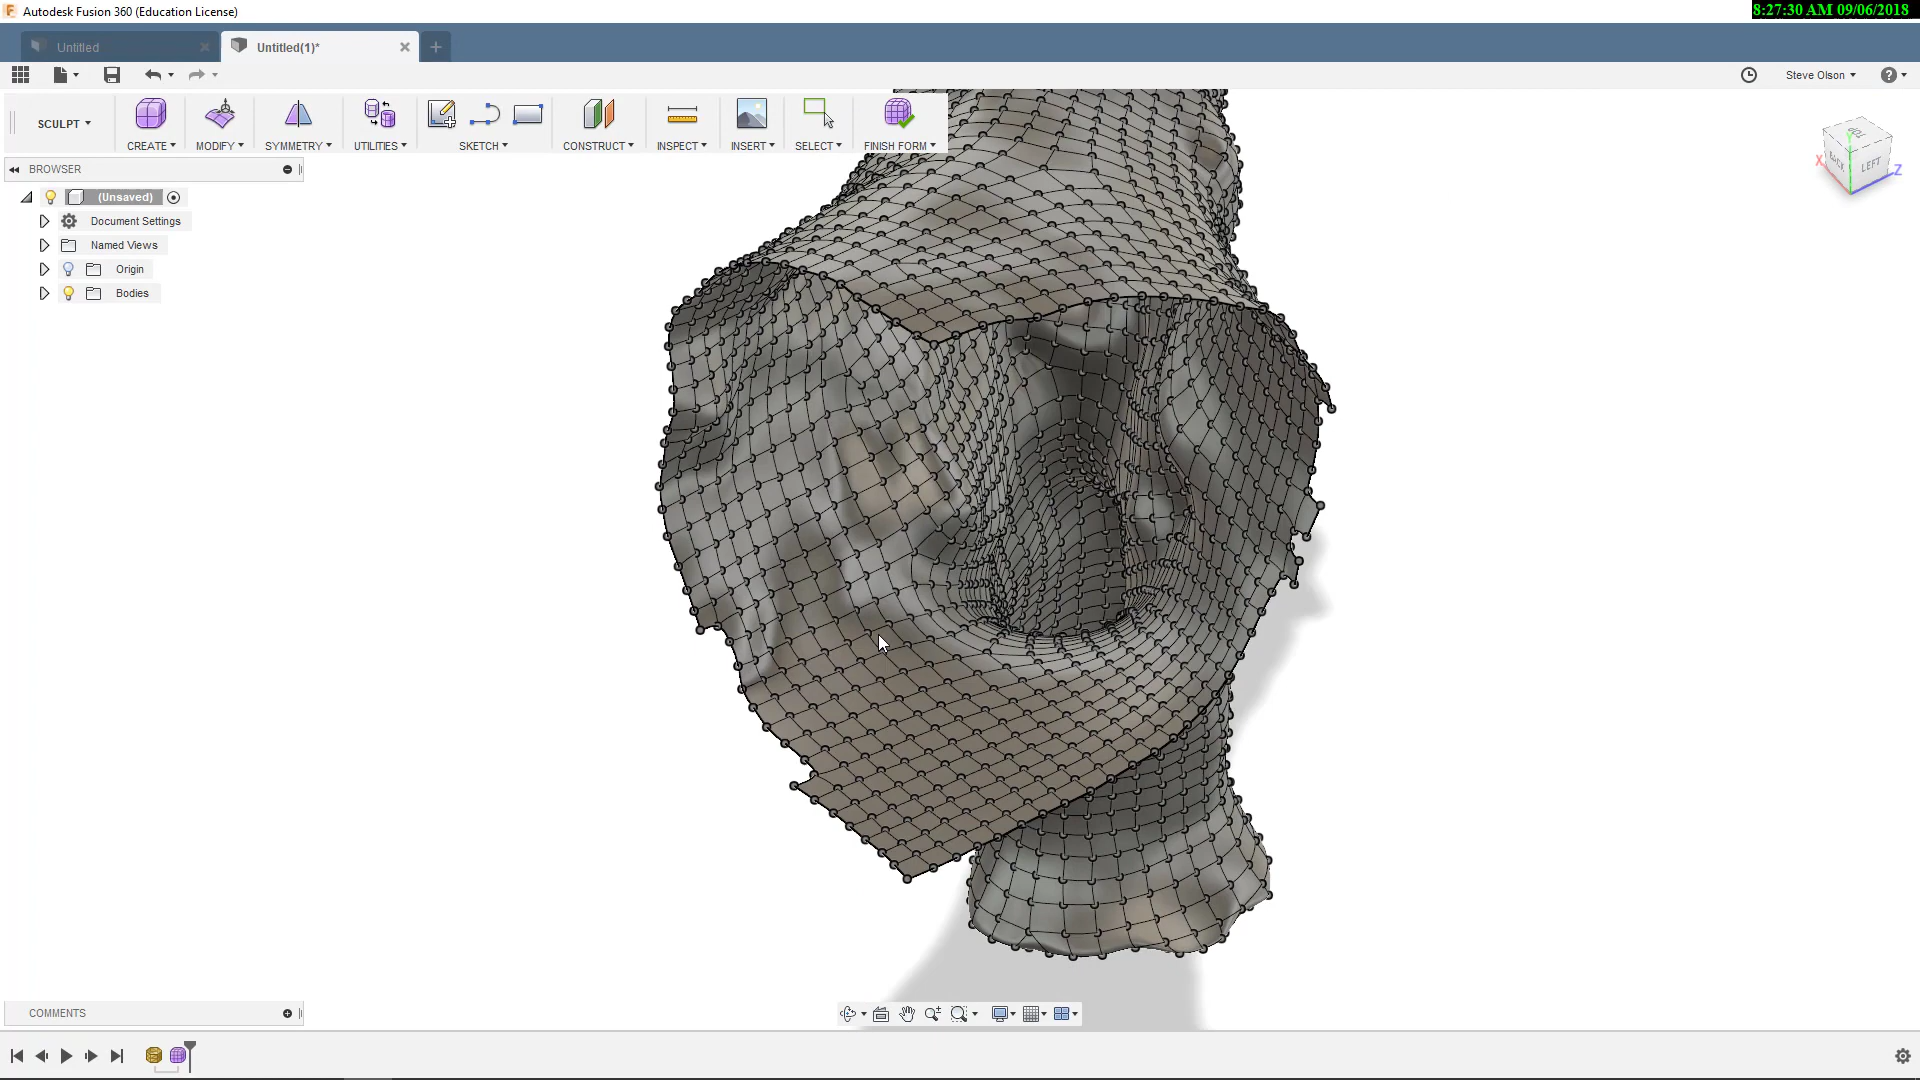 Autodesk Fusion 360 (Education License)
8:27:30 AM 09/06/2018
Untitled
Untitled(1)*
Steve Olson
SCULPT
CREATE
MODIFY
SYMMETRY
UTILITIES
SKETCH
CONSTRUCT
INSPECT
INSERT
SELECT
FINISH FORM
TOP
BACK
LEFT
X
Y
Z
BROWSER
(Unsaved)
Document Settings
Named Views
Origin
Bodies
COMMENTS